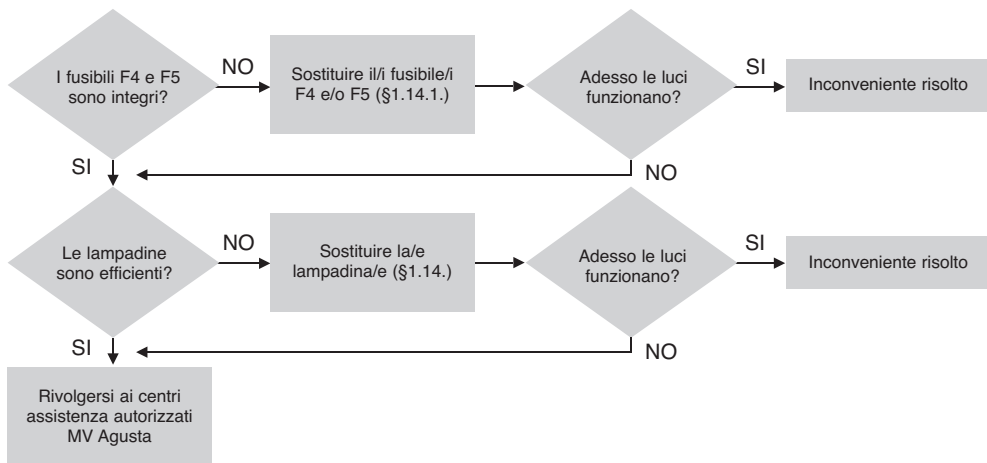 I fusibili F4 e F5
sono integri?
NO
Sostituire il/i fusibile/i
F4 e/o F5 (§1.14.1.)
Adesso le luci
funzionano?
SI
Inconveniente risolto
SI
NO
Le lampadine
sono efficienti?
NO
Sostituire la/e
lampadina/e (§1.14.)
Adesso le luci
funzionano?
SI
Inconveniente risolto
SI
NO
Rivolgersi ai centri
assistenza autorizzati
MV Agusta